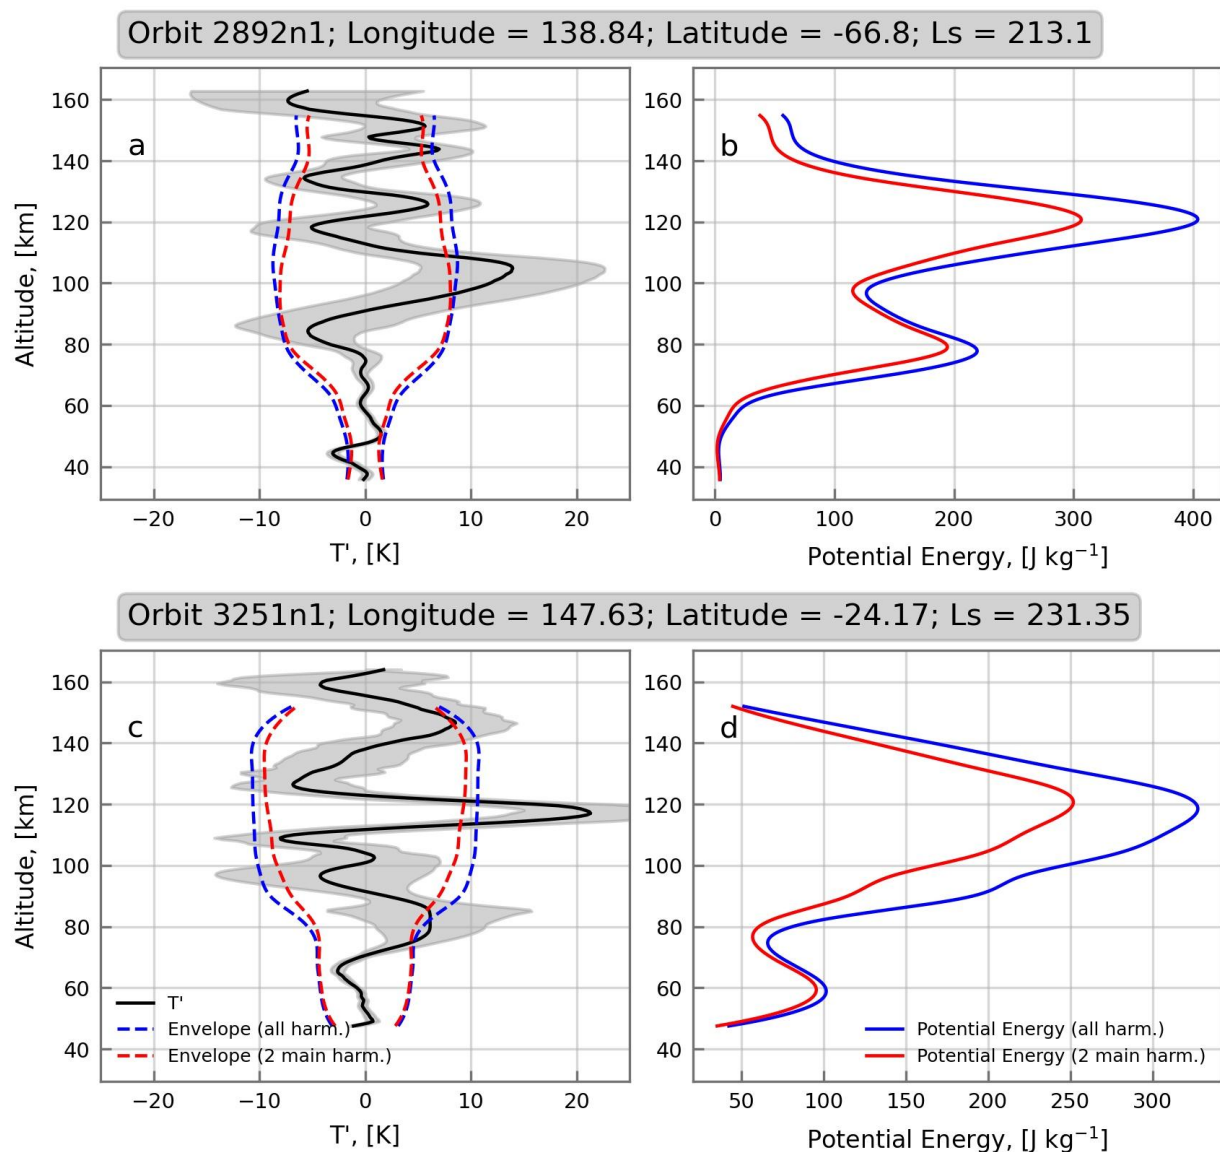 Orbit 2892n1; Longitude = 138.84; Latitude = -66.8; Ls = 213.1
a
160
140
120
100
80
60
40
Altitude, [km]
−20 −10 0 10 20
T', [K]
b
160
140
120
100
80
60
40
0 100 200 300 400
Potential Energy, [J kg⁻¹]
Orbit 3251n1; Longitude = 147.63; Latitude = -24.17; Ls = 231.35
c
160
140
120
100
80
60
40
Altitude, [km]
T'
Envelope (all harm.)
Envelope (2 main harm.)
−20 −10 0 10 20
T', [K]
d
160
140
120
100
80
60
40
Potential Energy (all harm.)
Potential Energy (2 main harm.)
50 100 150 200 250 300
Potential Energy, [J kg⁻¹]